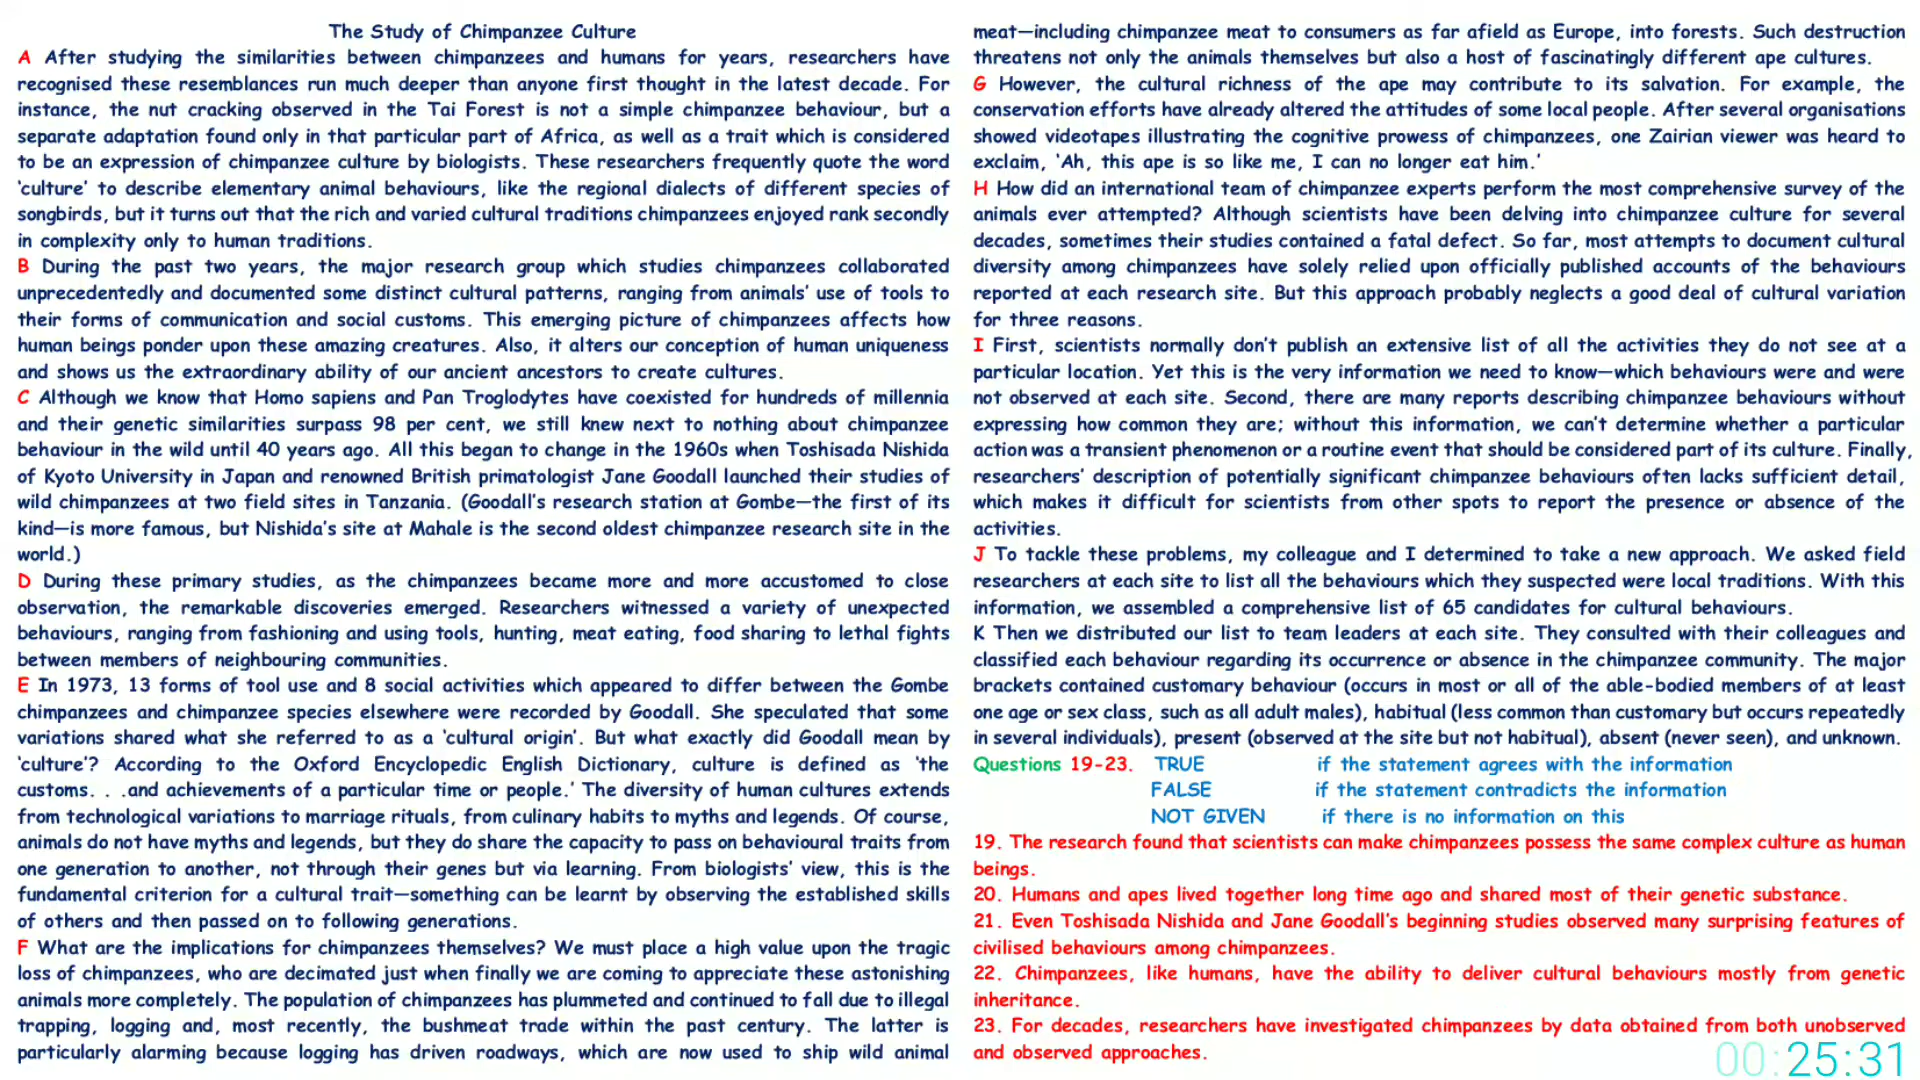 The Study of Chimpanzee Culture
A After studying the similarities between chimpanzees and humans for years, researchers have
recognised these resemblances run much deeper than anyone first thought in the latest decade. For
instance, the nut cracking observed in the Tai Forest is not a simple chimpanzee behaviour, but a
separate adaptation found only in that particular part of Africa, as well as a trait which is considered
to be an expression of chimpanzee culture by biologists. These researchers frequently quote the word
'culture' to describe elementary animal behaviours, like the regional dialects of different species of
songbirds, but it turns out that the rich and varied cultural traditions chimpanzees enjoyed rank secondly
in complexity only to human traditions.
B During the past two years, the major research group which studies chimpanzees collaborated
unprecedentedly and documented some distinct cultural patterns, ranging from animals' use of tools to
their forms of communication and social customs. This emerging picture of chimpanzees affects how
human beings ponder upon these amazing creatures. Also, it alters our conception of human uniqueness
and shows us the extraordinary ability of our ancient ancestors to create cultures.
C Although we know that Homo sapiens and Pan Troglodytes have coexisted for hundreds of millennia
and their genetic similarities surpass 98 per cent, we still knew next to nothing about chimpanzee
behaviour in the wild until 40 years ago. All this began to change in the 1960s when Toshisada Nishida
of Kyoto University in Japan and renowned British primatologist Jane Goodall launched their studies of
wild chimpanzees at two field sites in Tanzania. (Goodall's research station at Gombe—the first of its
kind—is more famous, but Nishida's site at Mahale is the second oldest chimpanzee research site in the
world.)
D During these primary studies, as the chimpanzees became more and more accustomed to close
observation, the remarkable discoveries emerged. Researchers witnessed a variety of unexpected
behaviours, ranging from fashioning and using tools, hunting, meat eating, food sharing to lethal fights
between members of neighbouring communities.
E In 1973, 13 forms of tool use and 8 social activities which appeared to differ between the Gombe
chimpanzees and chimpanzee species elsewhere were recorded by Goodall. She speculated that some
variations shared what she referred to as a 'cultural origin'. But what exactly did Goodall mean by
'culture'? According to the Oxford Encyclopedic English Dictionary, culture is defined as 'the
customs. . .and achievements of a particular time or people.' The diversity of human cultures extends
from technological variations to marriage rituals, from culinary habits to myths and legends. Of course,
animals do not have myths and legends, but they do share the capacity to pass on behavioural traits from
one generation to another, not through their genes but via learning. From biologists' view, this is the
fundamental criterion for a cultural trait—something can be learnt by observing the established skills
of others and then passed on to following generations.
F What are the implications for chimpanzees themselves? We must place a high value upon the tragic
loss of chimpanzees, who are decimated just when finally we are coming to appreciate these astonishing
animals more completely. The population of chimpanzees has plummeted and continued to fall due to illegal
trapping, logging and, most recently, the bushmeat trade within the past century. The latter is
particularly alarming because logging has driven roadways, which are now used to ship wild animal
meat—including chimpanzee meat to consumers as far afield as Europe, into forests. Such destruction
threatens not only the animals themselves but also a host of fascinatingly different ape cultures.
G However, the cultural richness of the ape may contribute to its salvation. For example, the
conservation efforts have already altered the attitudes of some local people. After several organisations
showed videotapes illustrating the cognitive prowess of chimpanzees, one Zairian viewer was heard to
exclaim, 'Ah, this ape is so like me, I can no longer eat him.'
H How did an international team of chimpanzee experts perform the most comprehensive survey of the
animals ever attempted? Although scientists have been delving into chimpanzee culture for several
decades, sometimes their studies contained a fatal defect. So far, most attempts to document cultural
diversity among chimpanzees have solely relied upon officially published accounts of the behaviours
reported at each research site. But this approach probably neglects a good deal of cultural variation
for three reasons.
I First, scientists normally don't publish an extensive list of all the activities they do not see at a
particular location. Yet this is the very information we need to know—which behaviours were and were
not observed at each site. Second, there are many reports describing chimpanzee behaviours without
expressing how common they are; without this information, we can't determine whether a particular
action was a transient phenomenon or a routine event that should be considered part of its culture. Finally,
researchers' description of potentially significant chimpanzee behaviours often lacks sufficient detail,
which makes it difficult for scientists from other spots to report the presence or absence of the
activities.
J To tackle these problems, my colleague and I determined to take a new approach. We asked field
researchers at each site to list all the behaviours which they suspected were local traditions. With this
information, we assembled a comprehensive list of 65 candidates for cultural behaviours.
K Then we distributed our list to team leaders at each site. They consulted with their colleagues and
classified each behaviour regarding its occurrence or absence in the chimpanzee community. The major
brackets contained customary behaviour (occurs in most or all of the able-bodied members of at least
one age or sex class, such as all adult males), habitual (less common than customary but occurs repeatedly
in several individuals), present (observed at the site but not habitual), absent (never seen), and unknown.
Questions 19-23. TRUE if the statement agrees with the information
FALSE if the statement contradicts the information
NOT GIVEN if there is no information on this
19. The research found that scientists can make chimpanzees possess the same complex culture as human
beings.
20. Humans and apes lived together long time ago and shared most of their genetic substance.
21. Even Toshisada Nishida and Jane Goodall's beginning studies observed many surprising features of
civilised behaviours among chimpanzees.
22. Chimpanzees, like humans, have the ability to deliver cultural behaviours mostly from genetic
inheritance.
23. For decades, researchers have investigated chimpanzees by data obtained from both unobserved
and observed approaches.
00:25:31